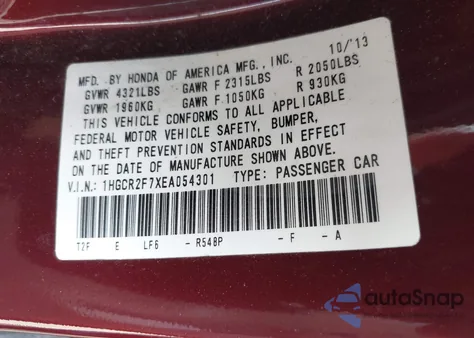 MFD. BY HONDA OF AMERICA MFG., INC. 10/'13
GVWR 4321LBS GAWR F 2315LBS R 2050LBS
GVWR 1960KG GAWR F 1050KG R 930KG
THIS VEHICLE CONFORMS TO ALL APPLICABLE
FEDERAL MOTOR VEHICLE SAFETY, BUMPER,
AND THEFT PREVENTION STANDARDS IN EFFECT
ON THE DATE OF MANUFACTURE SHOWN ABOVE.
V.I.N.: 1HGCR2F7XEA054301 TYPE: PASSENGER CAR
T2F E LF6 - R548P - F - A
autoSnap